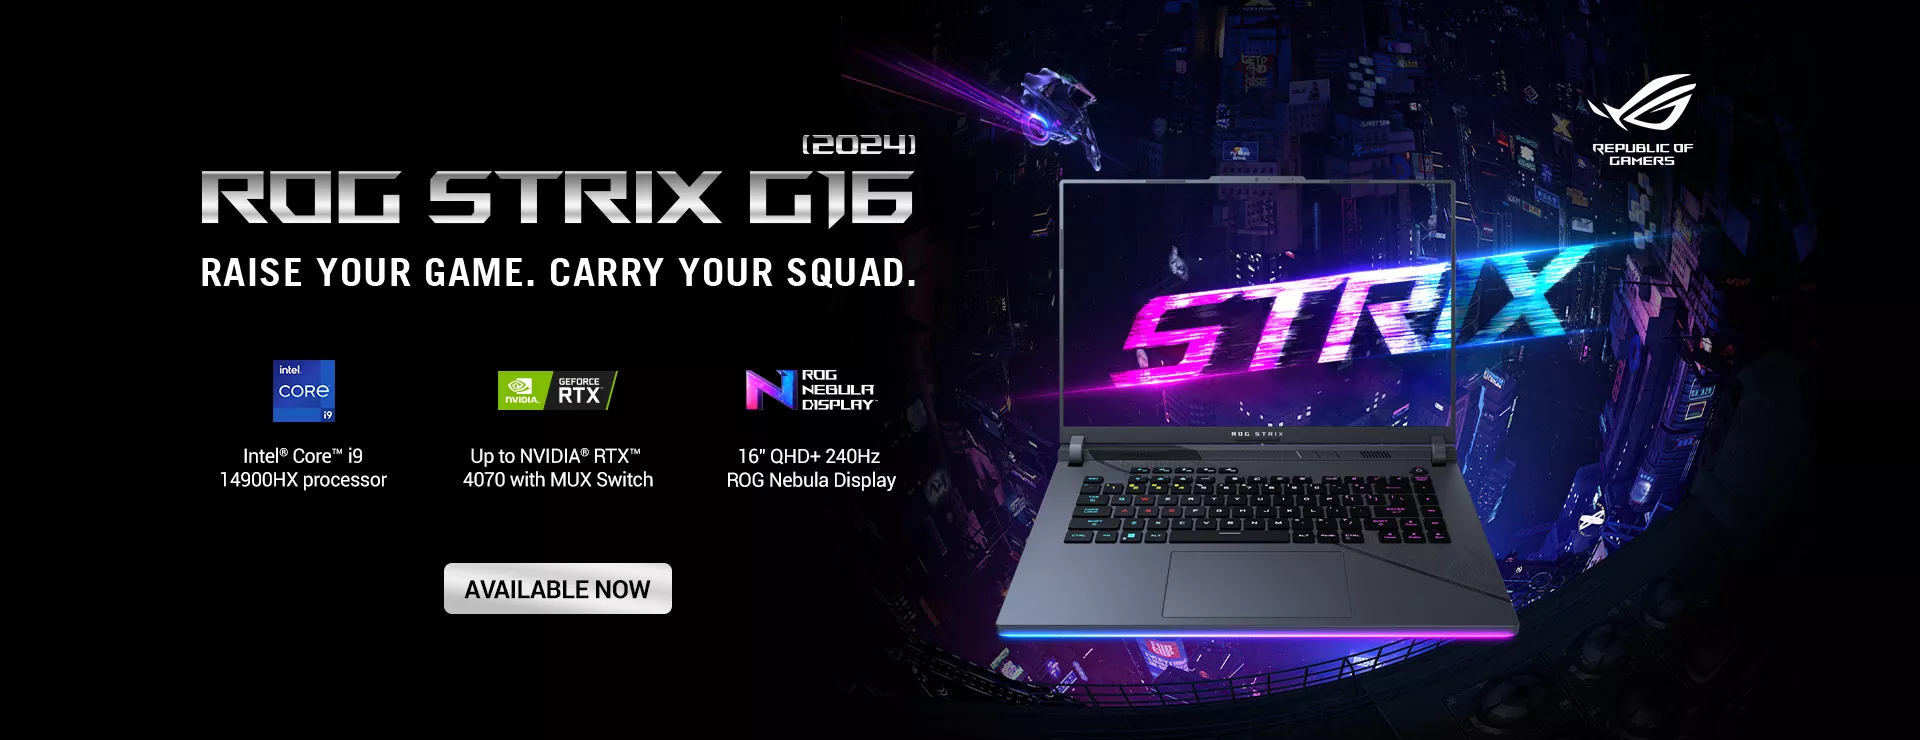 (2024)
ROG STRIX G16
RAISE YOUR GAME. CARRY YOUR SQUAD.
intel.
CORE
i9
NVIDIA.
GEFORCE
RTX™
ROG
NEBULA
DISPLAY™
Intel® Core™ i9
14900HX processor
Up to NVIDIA® RTX™
4070 with MUX Switch
16" QHD+ 240Hz
ROG Nebula Display
AVAILABLE NOW
REPUBLIC OF
GAMERS
STRIX
ROG STRIX